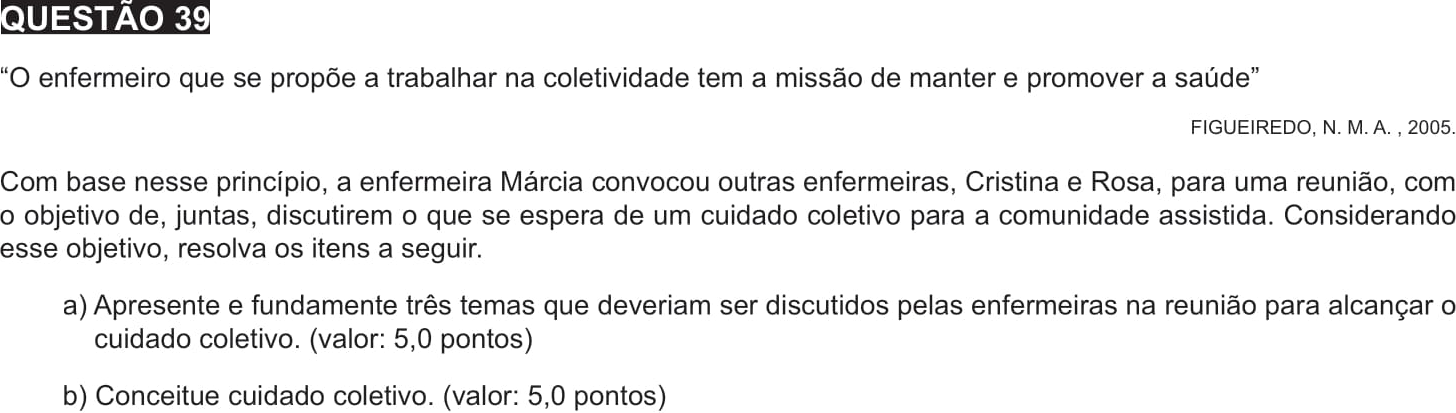 QUESTÃO 39
“O enfermeiro que se propõe a trabalhar na coletividade tem a missão de manter e promover a saúde”
FIGUEIREDO, N. M. A. , 2005.
Com base nesse princípio, a enfermeira Márcia convocou outras enfermeiras, Cristina e Rosa, para uma reunião, com
o objetivo de, juntas, discutirem o que se espera de um cuidado coletivo para a comunidade assistida. Considerando
esse objetivo, resolva os itens a seguir.
a) Apresente e fundamente três temas que deveriam ser discutidos pelas enfermeiras na reunião para alcançar o
cuidado coletivo. (valor: 5,0 pontos)
b) Conceitue cuidado coletivo. (valor: 5,0 pontos)